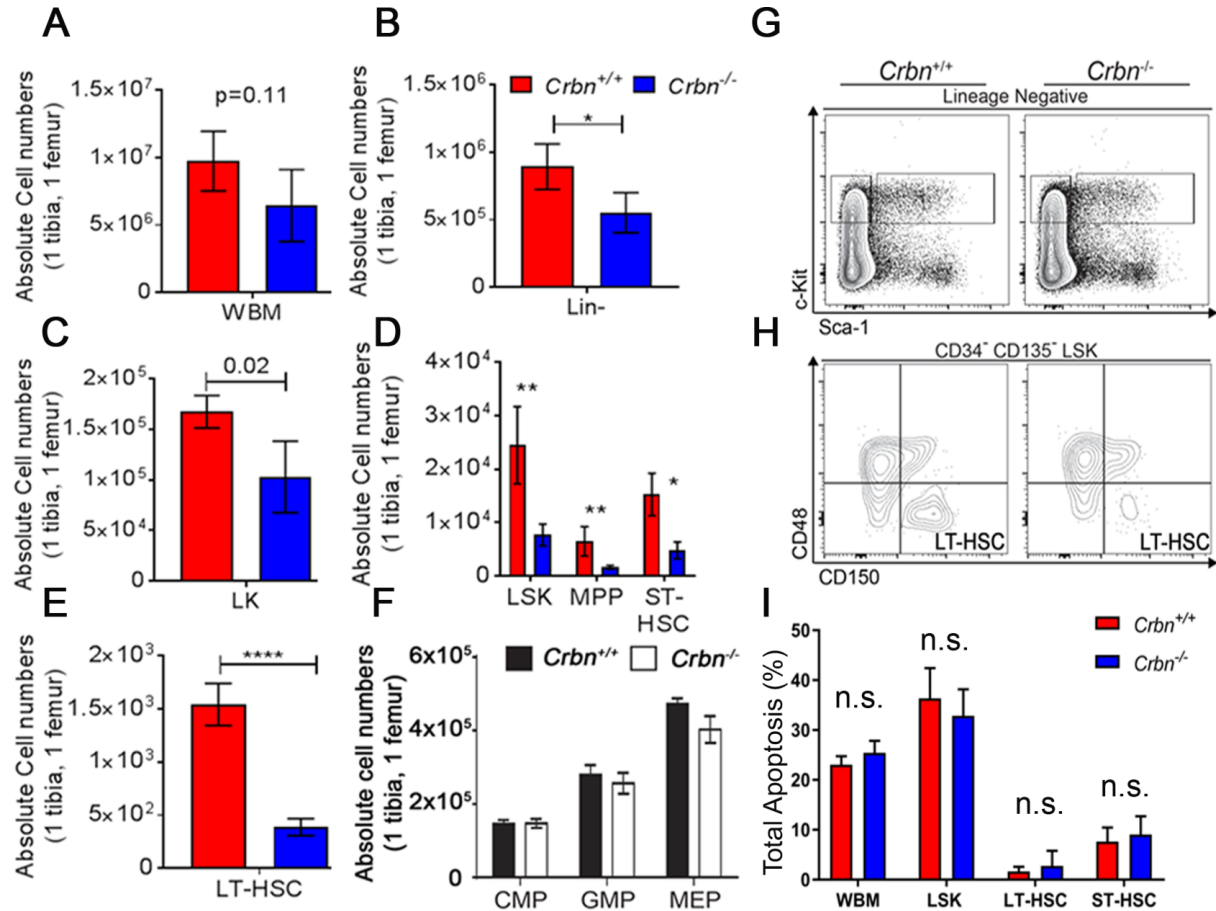 A
Absolute Cell numbers
(1 tibia, 1 femur)
1.5×10⁷
1×10⁷
5×10⁶
0
p=0.11
WBM
B
Absolute Cell numbers
(1 tibia, 1 femur)
1.5×10⁶
1×10⁶
5×10⁵
0
Crbn⁺/⁺ Crbn⁻/⁻
*
Lin-
C
Absolute Cell numbers
(1 tibia, 1 femur)
2×10⁵
1.5×10⁵
1×10⁵
5×10⁴
0
0.02
LK
D
Absolute Cell numbers
(1 tibia, 1 femur)
4×10⁴
3×10⁴
2×10⁴
1×10⁴
0
**
**
*
LSK MPP ST-
HSC
E
Absolute Cell numbers
(1 tibia, 1 femur)
2×10³
1.5×10³
1×10³
5×10²
0
****
LT-HSC
F
Absolute cell numbers
(1 tibia, 1 femur)
6x10⁵
4x10⁵
2x10⁵
0
Crbn⁺/⁺ Crbn⁻/⁻
CMP GMP MEP
G
Crbn⁺/⁺ Crbn⁻/⁻
Lineage Negative
c-Kit
Sca-1
H
CD34⁻ CD135⁻ LSK
CD48
LT-HSC LT-HSC
CD150
I
Total Apoptosis (%)
50
40
30
20
10
0
Crbn⁺/⁺
Crbn⁻/⁻
n.s.
n.s.
n.s.
n.s.
WBM LSK LT-HSC ST-HSC